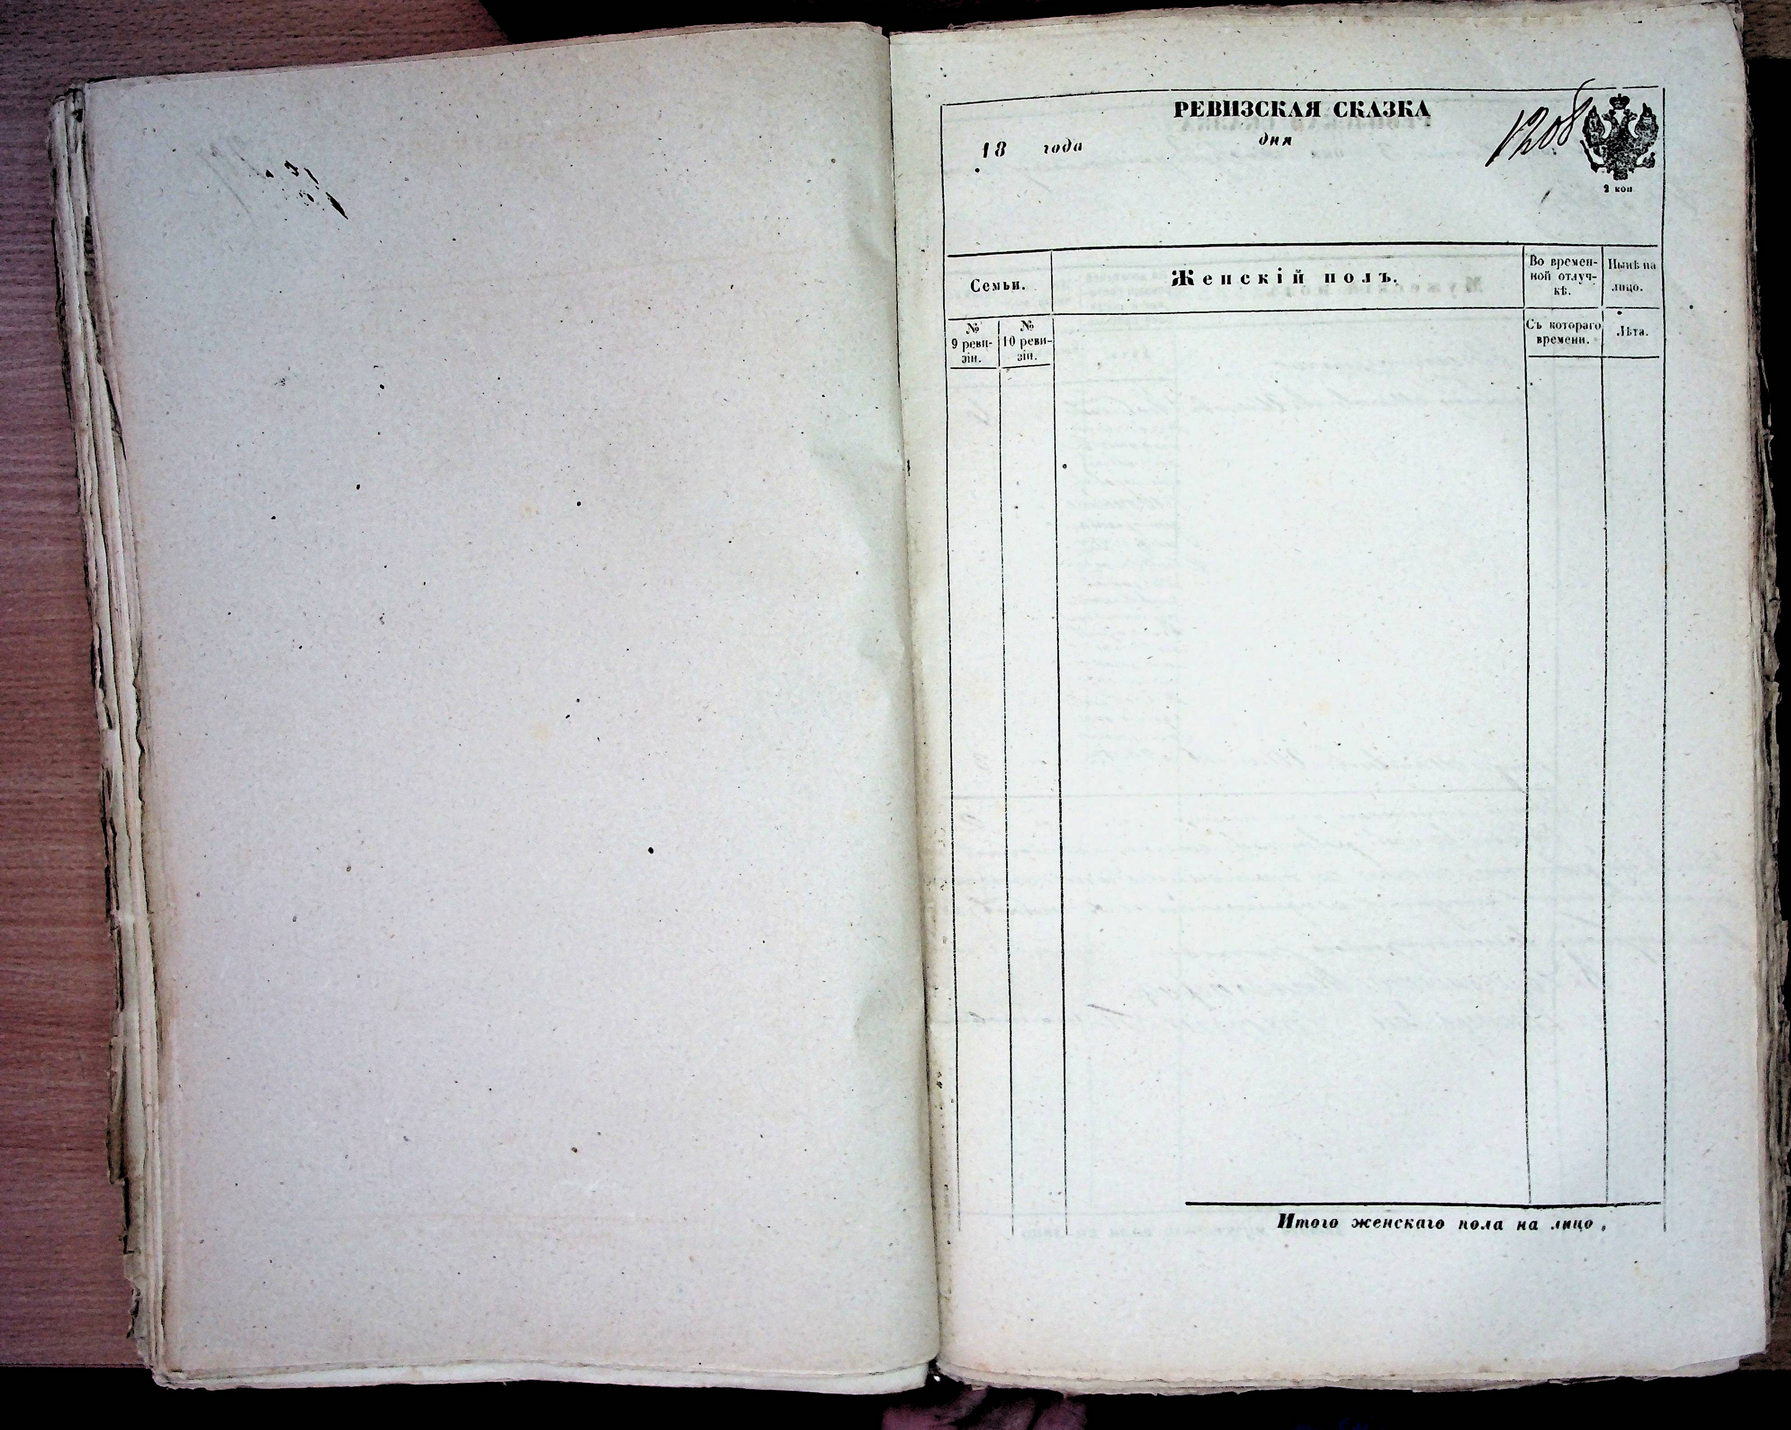 РЕВИЗСКАЯ СКАЗКА
1208
18 года дня
2 коп
Семьи.
Женскій полъ.
Во времен-
ной отлуч-
кѣ.
Нынѣ на
лицо.
№
9 реви-
зіи.
№
10 реви-
зіи.
Съ котораго
времени.
Лѣта.
Итого женскаго пола на лицо.